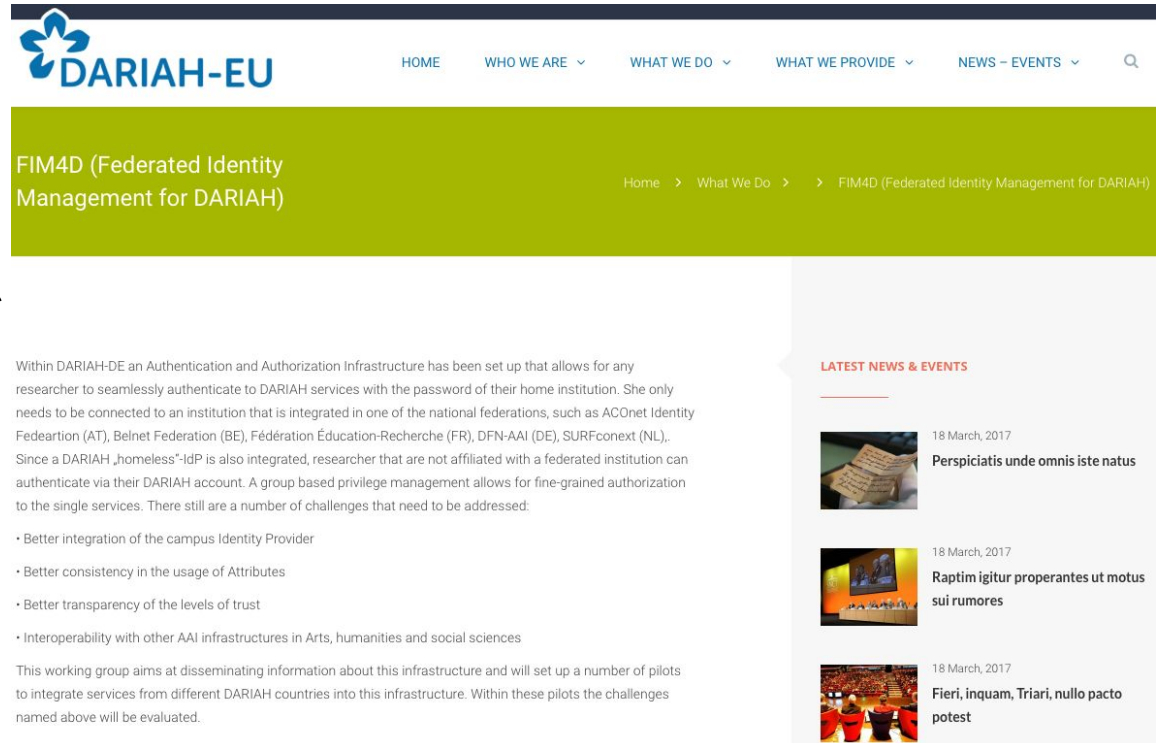 DARIAH-EU
HOME WHO WE ARE WHAT WE DO WHAT WE PROVIDE NEWS – EVENTS
FIM4D (Federated Identity
Management for DARIAH)
Home > What We Do > > FIM4D (Federated Identity Management for DARIAH)
Within DARIAH-DE an Authentication and Authorization Infrastructure has been set up that allows for any
researcher to seamlessly authenticate to DARIAH services with the password of their home institution. She only
needs to be connected to an institution that is integrated in one of the national federations, such as ACOnet Identity
Fedeartion (AT), Belnet Federation (BE), Fédération Éducation-Recherche (FR), DFN-AAI (DE), SURFconext (NL),.
Since a DARIAH „homeless"-IdP is also integrated, researcher that are not affiliated with a federated institution can
authenticate via their DARIAH account. A group based privilege management allows for fine-grained authorization
to the single services. There still are a number of challenges that need to be addressed:
• Better integration of the campus Identity Provider
• Better consistency in the usage of Attributes
• Better transparency of the levels of trust
• Interoperability with other AAI infrastructures in Arts, humanities and social sciences
This working group aims at disseminating information about this infrastructure and will set up a number of pilots
to integrate services from different DARIAH countries into this infrastructure. Within these pilots the challenges
named above will be evaluated.
LATEST NEWS & EVENTS
18 March, 2017
Perspiciatis unde omnis iste natus
18 March, 2017
Raptim igitur properantes ut motus
sui rumores
18 March, 2017
Fieri, inquam, Triari, nullo pacto
potest